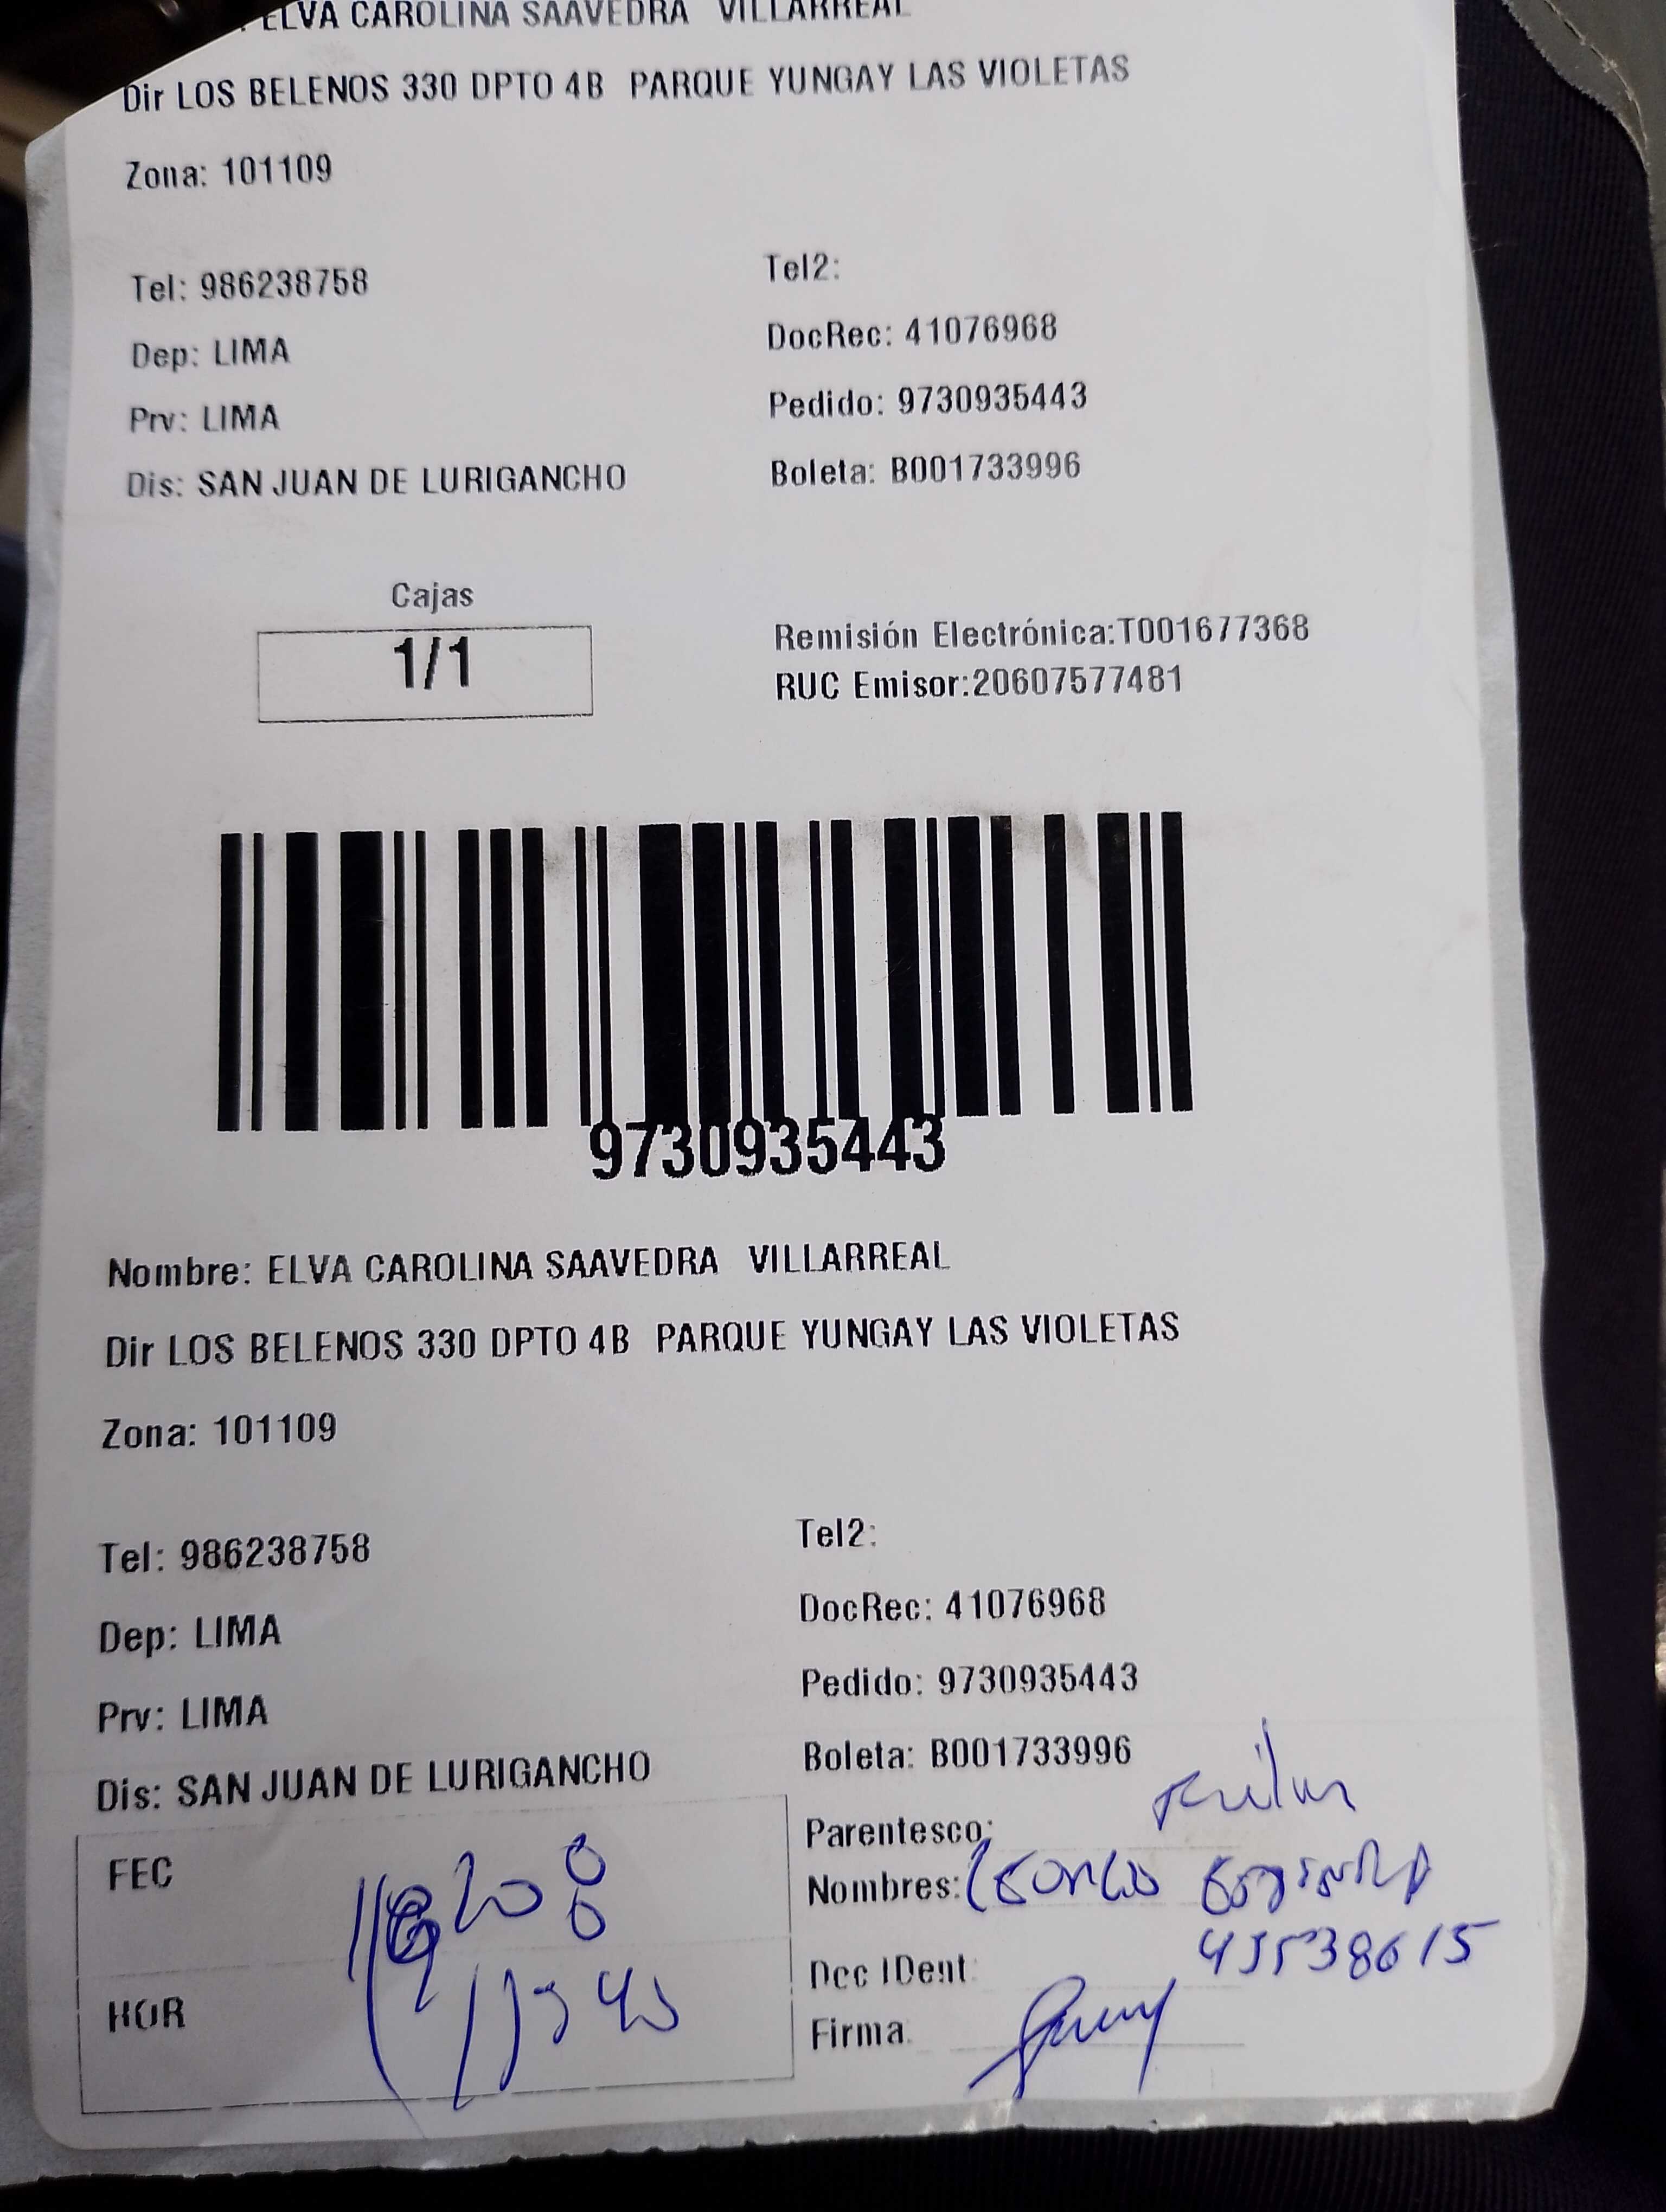 ELVA CAROLINA SAAVEDRA VILLARREAL
Dir LOS BELENOS 330 DPTO 4B PARQUE YUNGAY LAS VIOLETAS
Zona: 101109
Tel: 986238758
Tel2:
Dep: LIMA
DocRec: 41076968
Prv: LIMA
Pedido: 9730935443
Dis: SAN JUAN DE LURIGANCHO
Boleta: B001733996
Cajas
1/1
Remisión Electrónica:T001677368
RUC Emisor:20607577481
9730935443
Nombre: ELVA CAROLINA SAAVEDRA VILLARREAL
Dir LOS BELENOS 330 DPTO 4B PARQUE YUNGAY LAS VIOLETAS
Zona: 101109
Tel: 986238758
Tel2:
Dep: LIMA
DocRec: 41076968
Prv: LIMA
Pedido: 9730935443
Dis: SAN JUAN DE LURIGANCHO
Boleta: B001733996
FEC
Parentesco:
Nombres:
HOR
Doc IDent 45538615
Firma